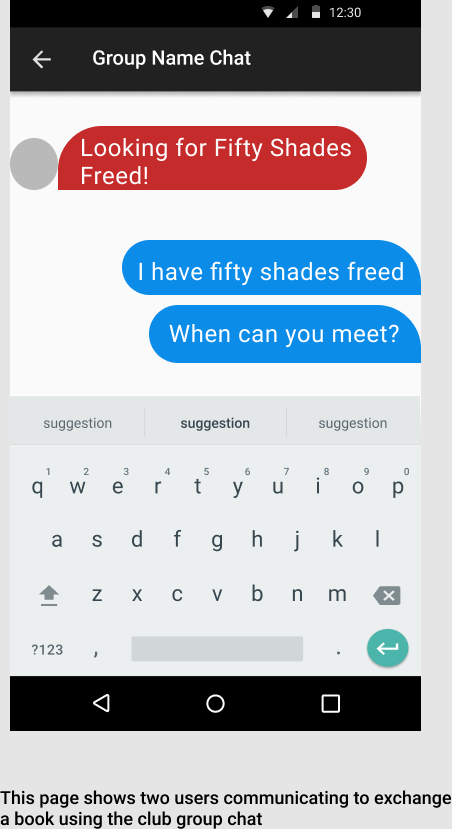 12:30
Group Name Chat
Looking for Fifty Shades
Freed!
I have fifty shades freed
When can you meet?
suggestion suggestion suggestion
1 2 3 4 5 6 7 8 9 0
q w e r t y u i o p
a s d f g h j k l
z x c v b n m
?123 , .
This page shows two users communicating to exchange
a book using the club group chat